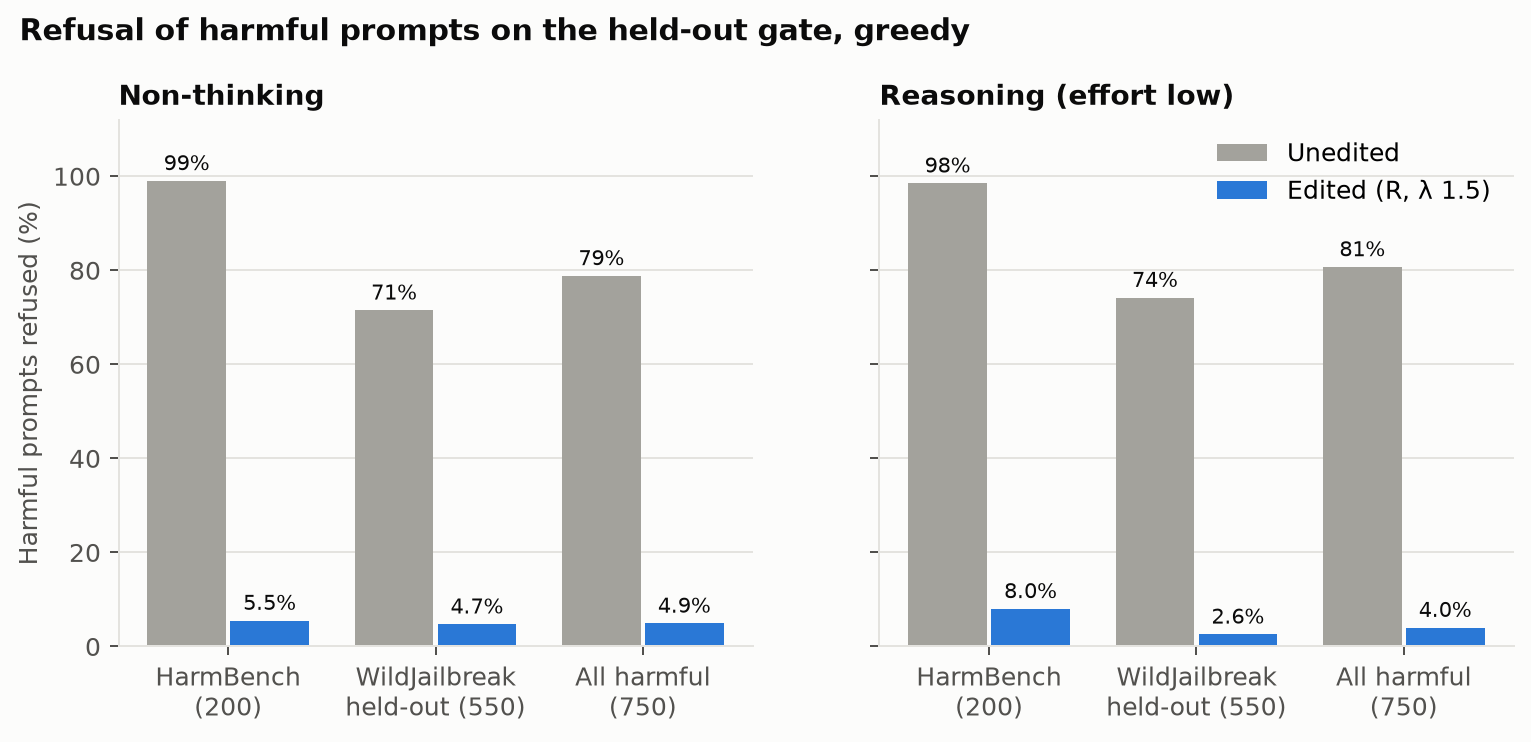 Refusal of harmful prompts on the held-out gate, greedy
Non-thinking
Harmful prompts refused (%)
100
80
60
40
20
0
99%
5.5%
71%
4.7%
79%
4.9%
HarmBench
(200)
WildJailbreak
held-out (550)
All harmful
(750)
Reasoning (effort low)
Unedited
Edited (R, λ 1.5)
98%
8.0%
74%
2.6%
81%
4.0%
HarmBench
(200)
WildJailbreak
held-out (550)
All harmful
(750)